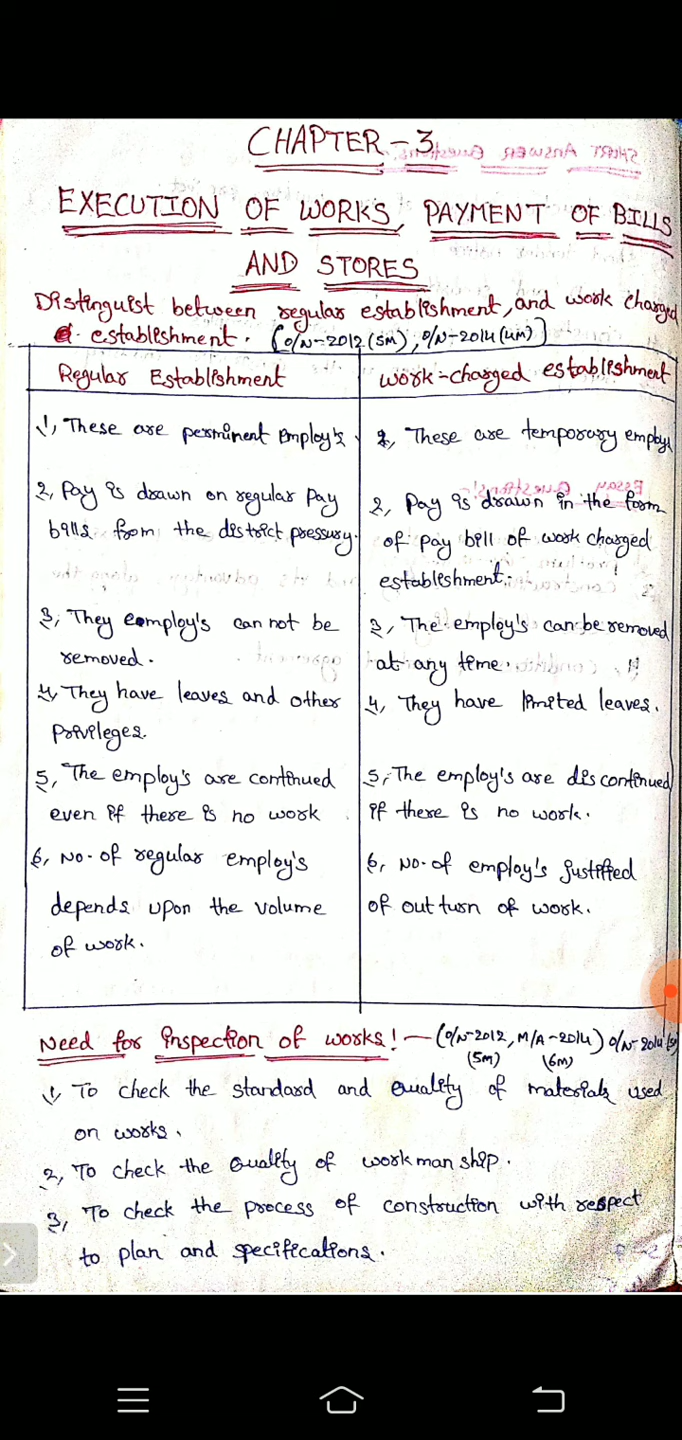 CHAPTER-3
EXECUTION OF WORKS, PAYMENT OF BILLS
AND STORES
Distinguist between regular establishment, and work charged
establishment. (O/N-2012(5M), O/N-2014(4M))
Regular Establishment
1, These are perminent Employ's.
2, Pay is drawn on regular Pay
bills from the district pressury.
3, They employ's can not be
removed.
4, They have leaves and other
privileges.
5, The employ's are continued
even if there is no work
6, No. of regular employ's
depends upon the volume
of work.
Work-charged establishment
1, These are temporary employ
2, Pay is drawn in the form
of pay bill of work charged
establishment.
3, The employ's can be removed
at any time.
4, They have limited leaves.
5, The employ's are discontinued
if there is no work.
6, No. of employ's justified
of out turn of work.
Need for inspection of works! - (O/N-2012, M/A-2014) O/N-2014
(5M) (6M)
1, To check the standard and Quality of materials used
on works.
2, To check the Quality of work man ship.
3, To check the process of construction with respect
to plan and specifications.